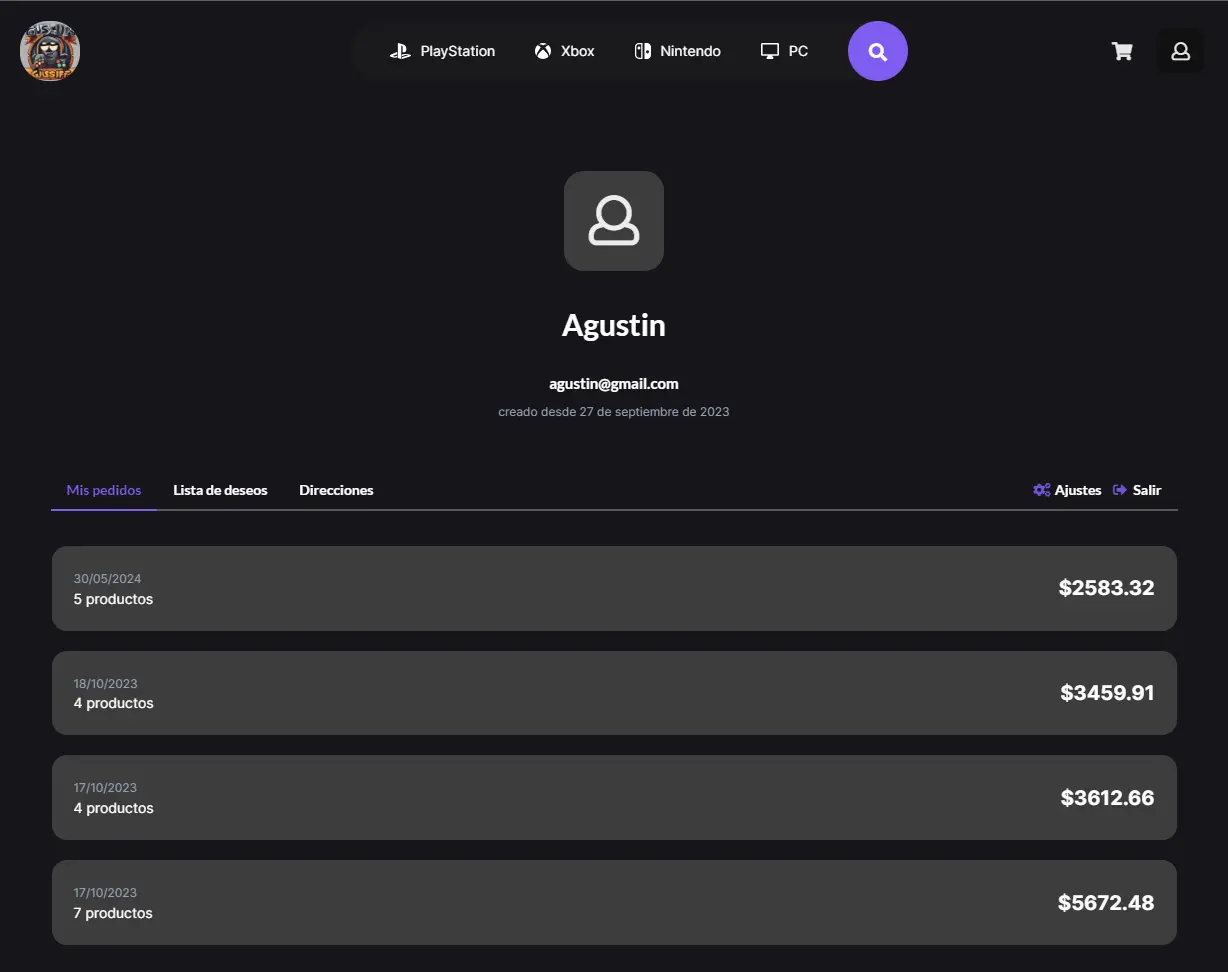 PlayStation Xbox Nintendo PC
Agustin
agustin@gmail.com
creado desde 27 de septiembre de 2023
Mis pedidos Lista de deseos Direcciones Ajustes Salir
30/05/2024
5 productos
$2583.32
18/10/2023
4 productos
$3459.91
17/10/2023
4 productos
$3612.66
17/10/2023
7 productos
$5672.48